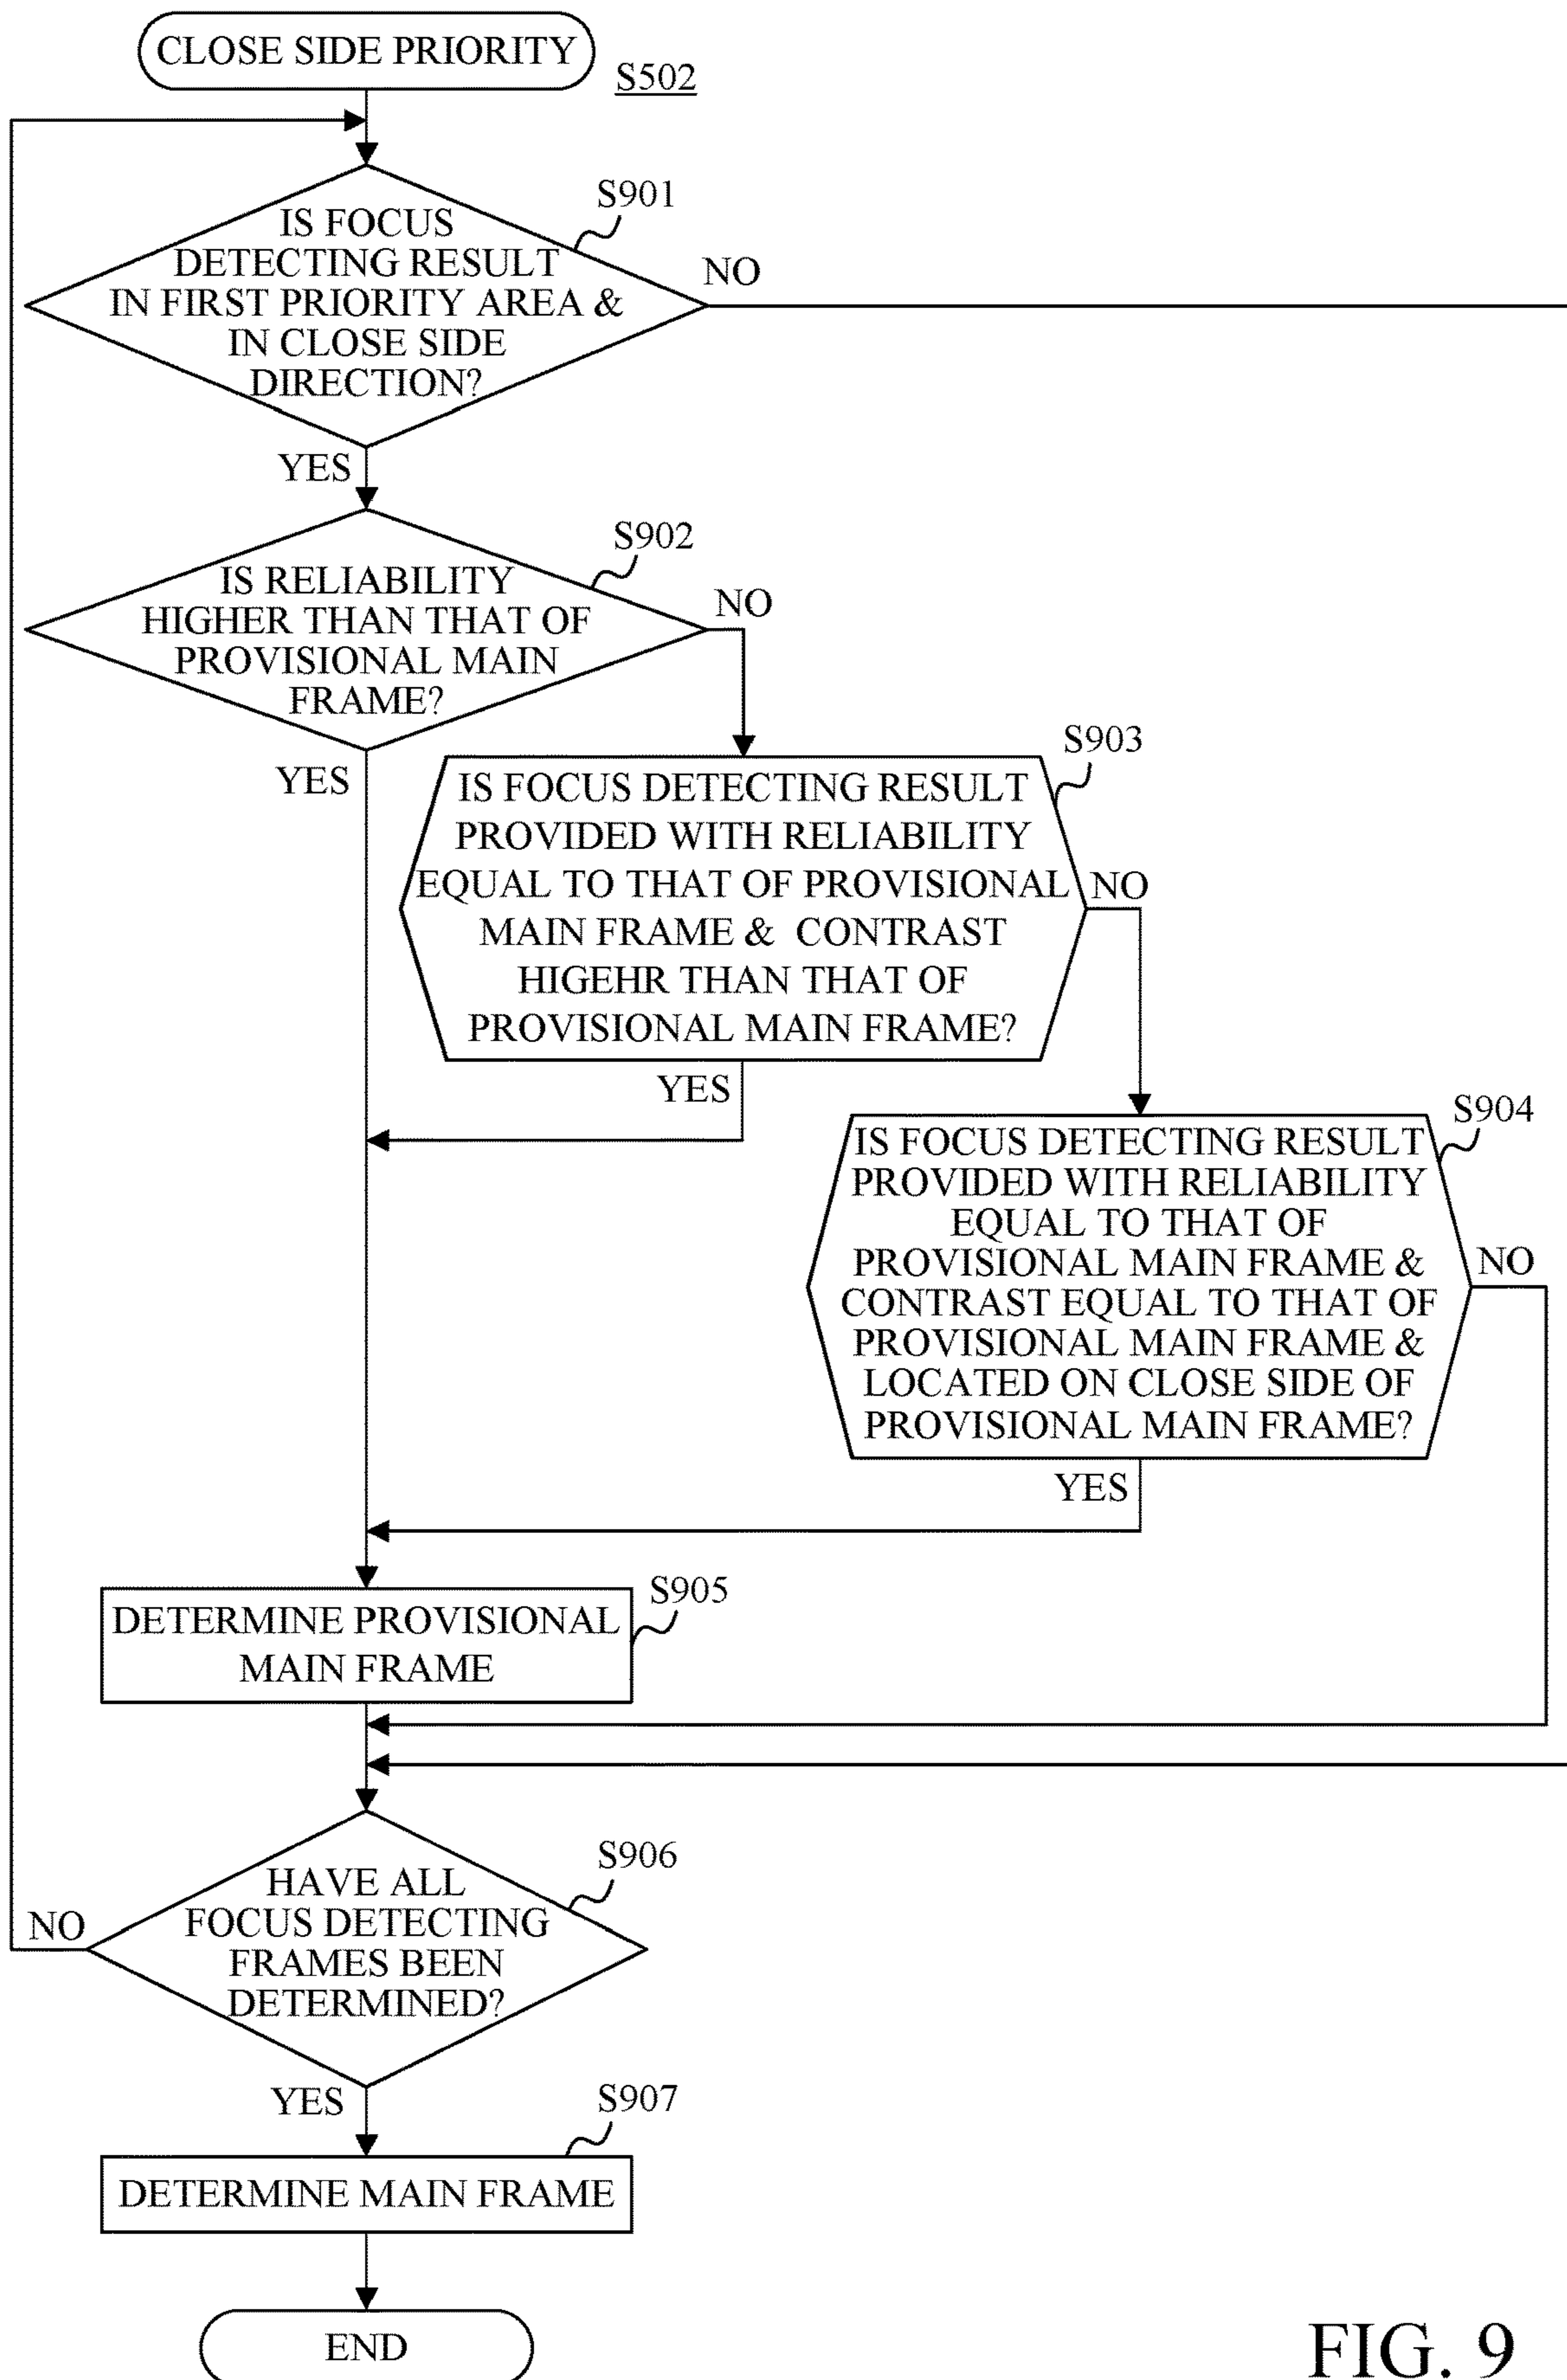 CLOSE SIDE PRIORITY
S502
S901
IS FOCUS
DETECTING RESULT
IN FIRST PRIORITY AREA &
IN CLOSE SIDE
DIRECTION?
NO
YES
S902
IS RELIABILITY
HIGHER THAN THAT OF
PROVISIONAL MAIN
FRAME?
NO
YES
S903
IS FOCUS DETECTING RESULT
PROVIDED WITH RELIABILITY
EQUAL TO THAT OF PROVISIONAL
MAIN FRAME & CONTRAST
HIGEHR THAN THAT OF
PROVISIONAL MAIN FRAME?
NO
YES
S904
IS FOCUS DETECTING RESULT
PROVIDED WITH RELIABILITY
EQUAL TO THAT OF
PROVISIONAL MAIN FRAME &
CONTRAST EQUAL TO THAT OF
PROVISIONAL MAIN FRAME &
LOCATED ON CLOSE SIDE OF
PROVISIONAL MAIN FRAME?
NO
YES
S905
DETERMINE PROVISIONAL
MAIN FRAME
S906
HAVE ALL
FOCUS DETECTING
FRAMES BEEN
DETERMINED?
NO
YES
S907
DETERMINE MAIN FRAME
END
FIG. 9